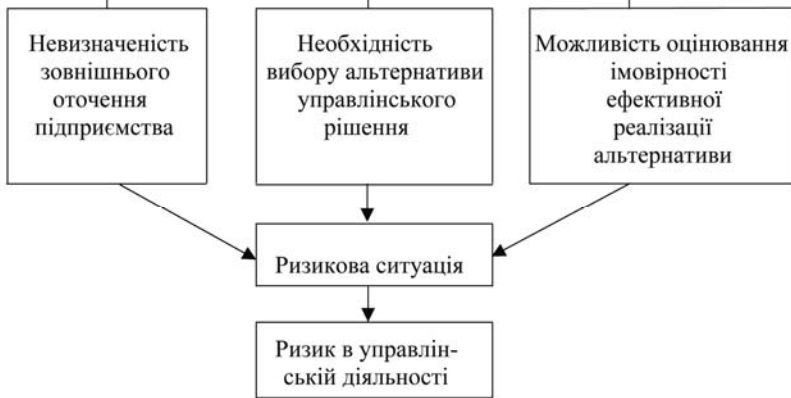 Невизначеність
зовнішнього
оточення
підприємства
Необхідність
вибору альтернативи
управлінського
рішення
Можливість оцінювання
імовірності
ефективної
реалізації
альтернативи
Ризикова ситуація
Ризик в управлін-
ській діяльності